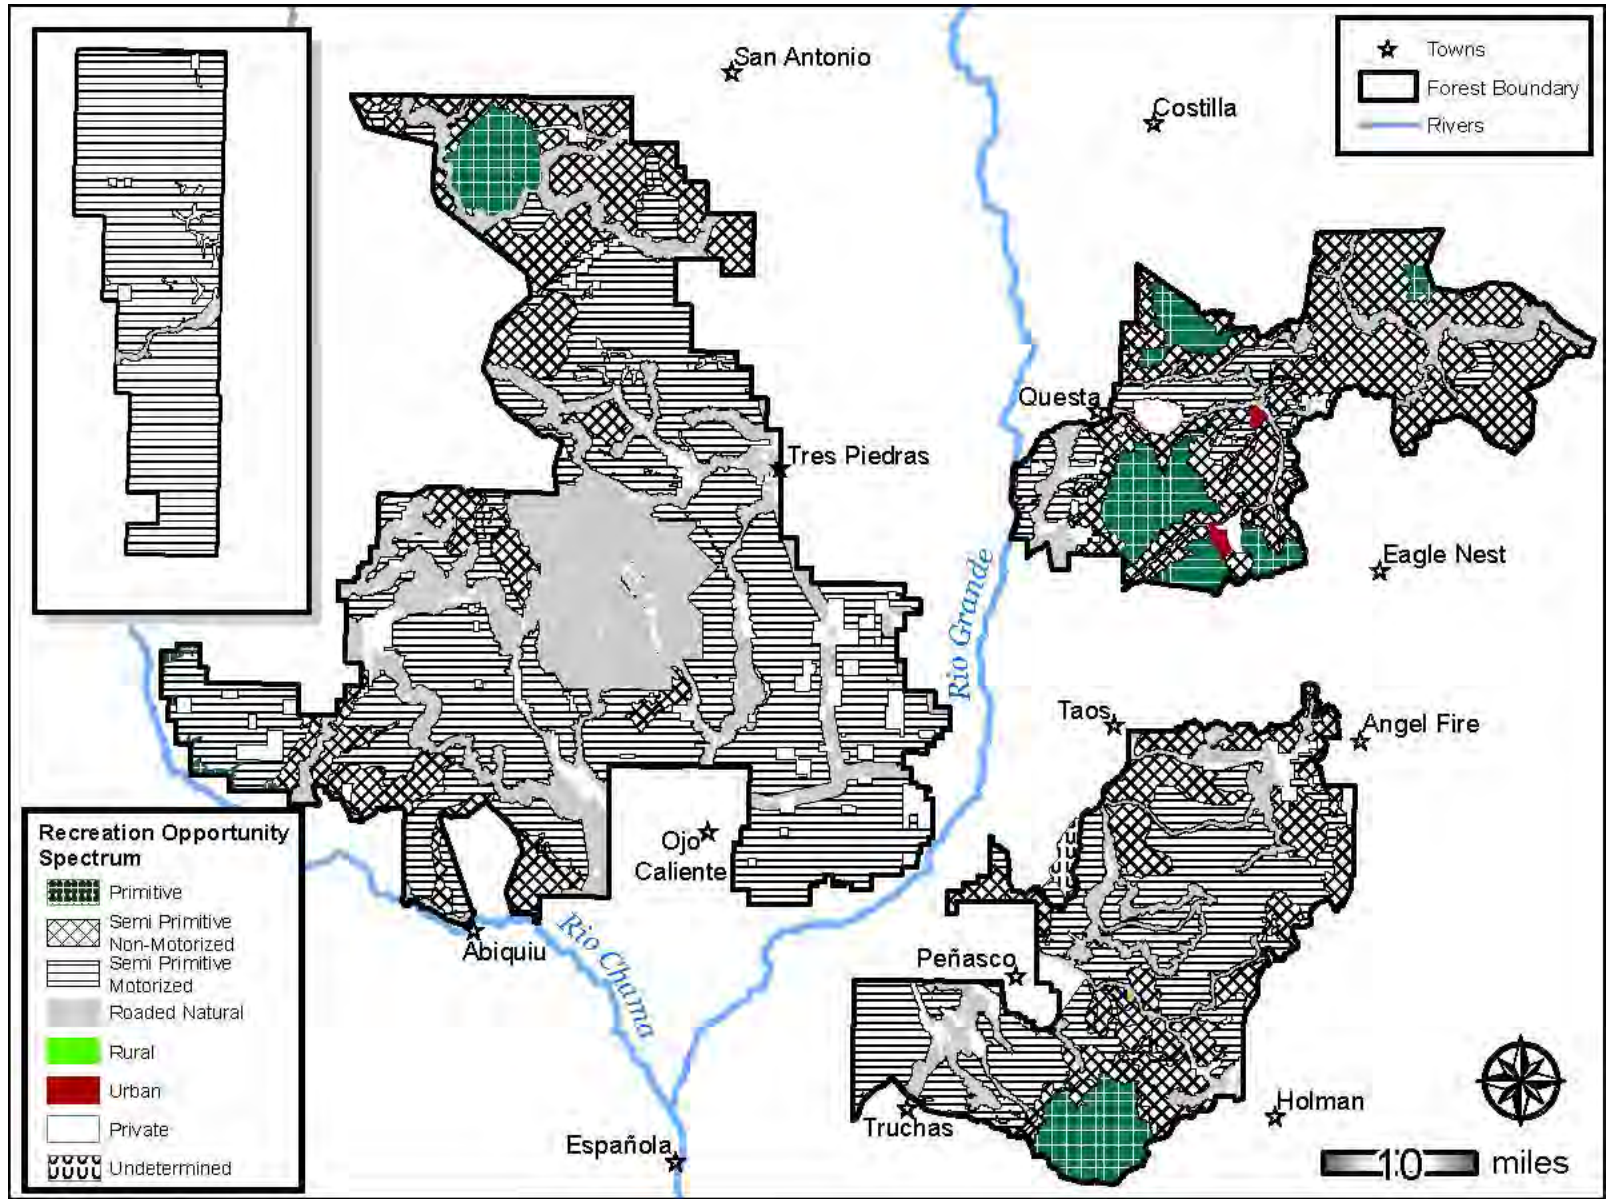 San Antonio
Towns
Forest Boundary
Rivers
Costilla
Questa
Tres Piedras
Eagle Nest
Rio Grande
Taos
Angel Fire
Ojo
Caliente
Abiquiu
Rio Chama
Peñasco
Truchas
Holman
Española
Recreation Opportunity
Spectrum
Primitive
Semi Primitive
Non-Motorized
Semi Primitive
Motorized
Roaded Natural
Rural
Urban
Private
Undetermined
10 miles